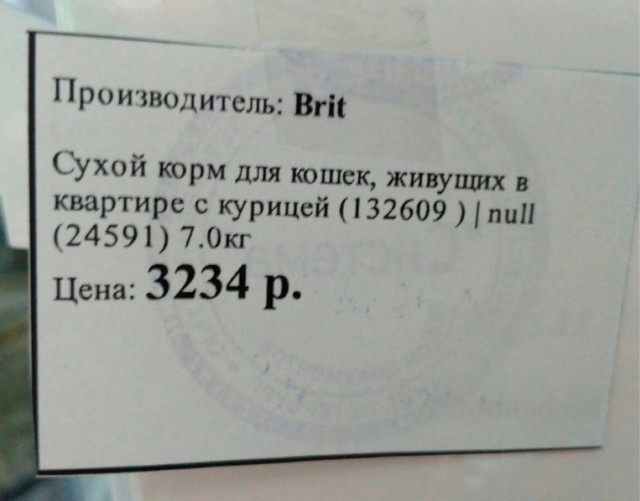 Производитель: Brit
Сухой корм для кошек, живущих в
квартире с курицей (132609 ) | null
(24591) 7.0кг
Цена: 3234 р.